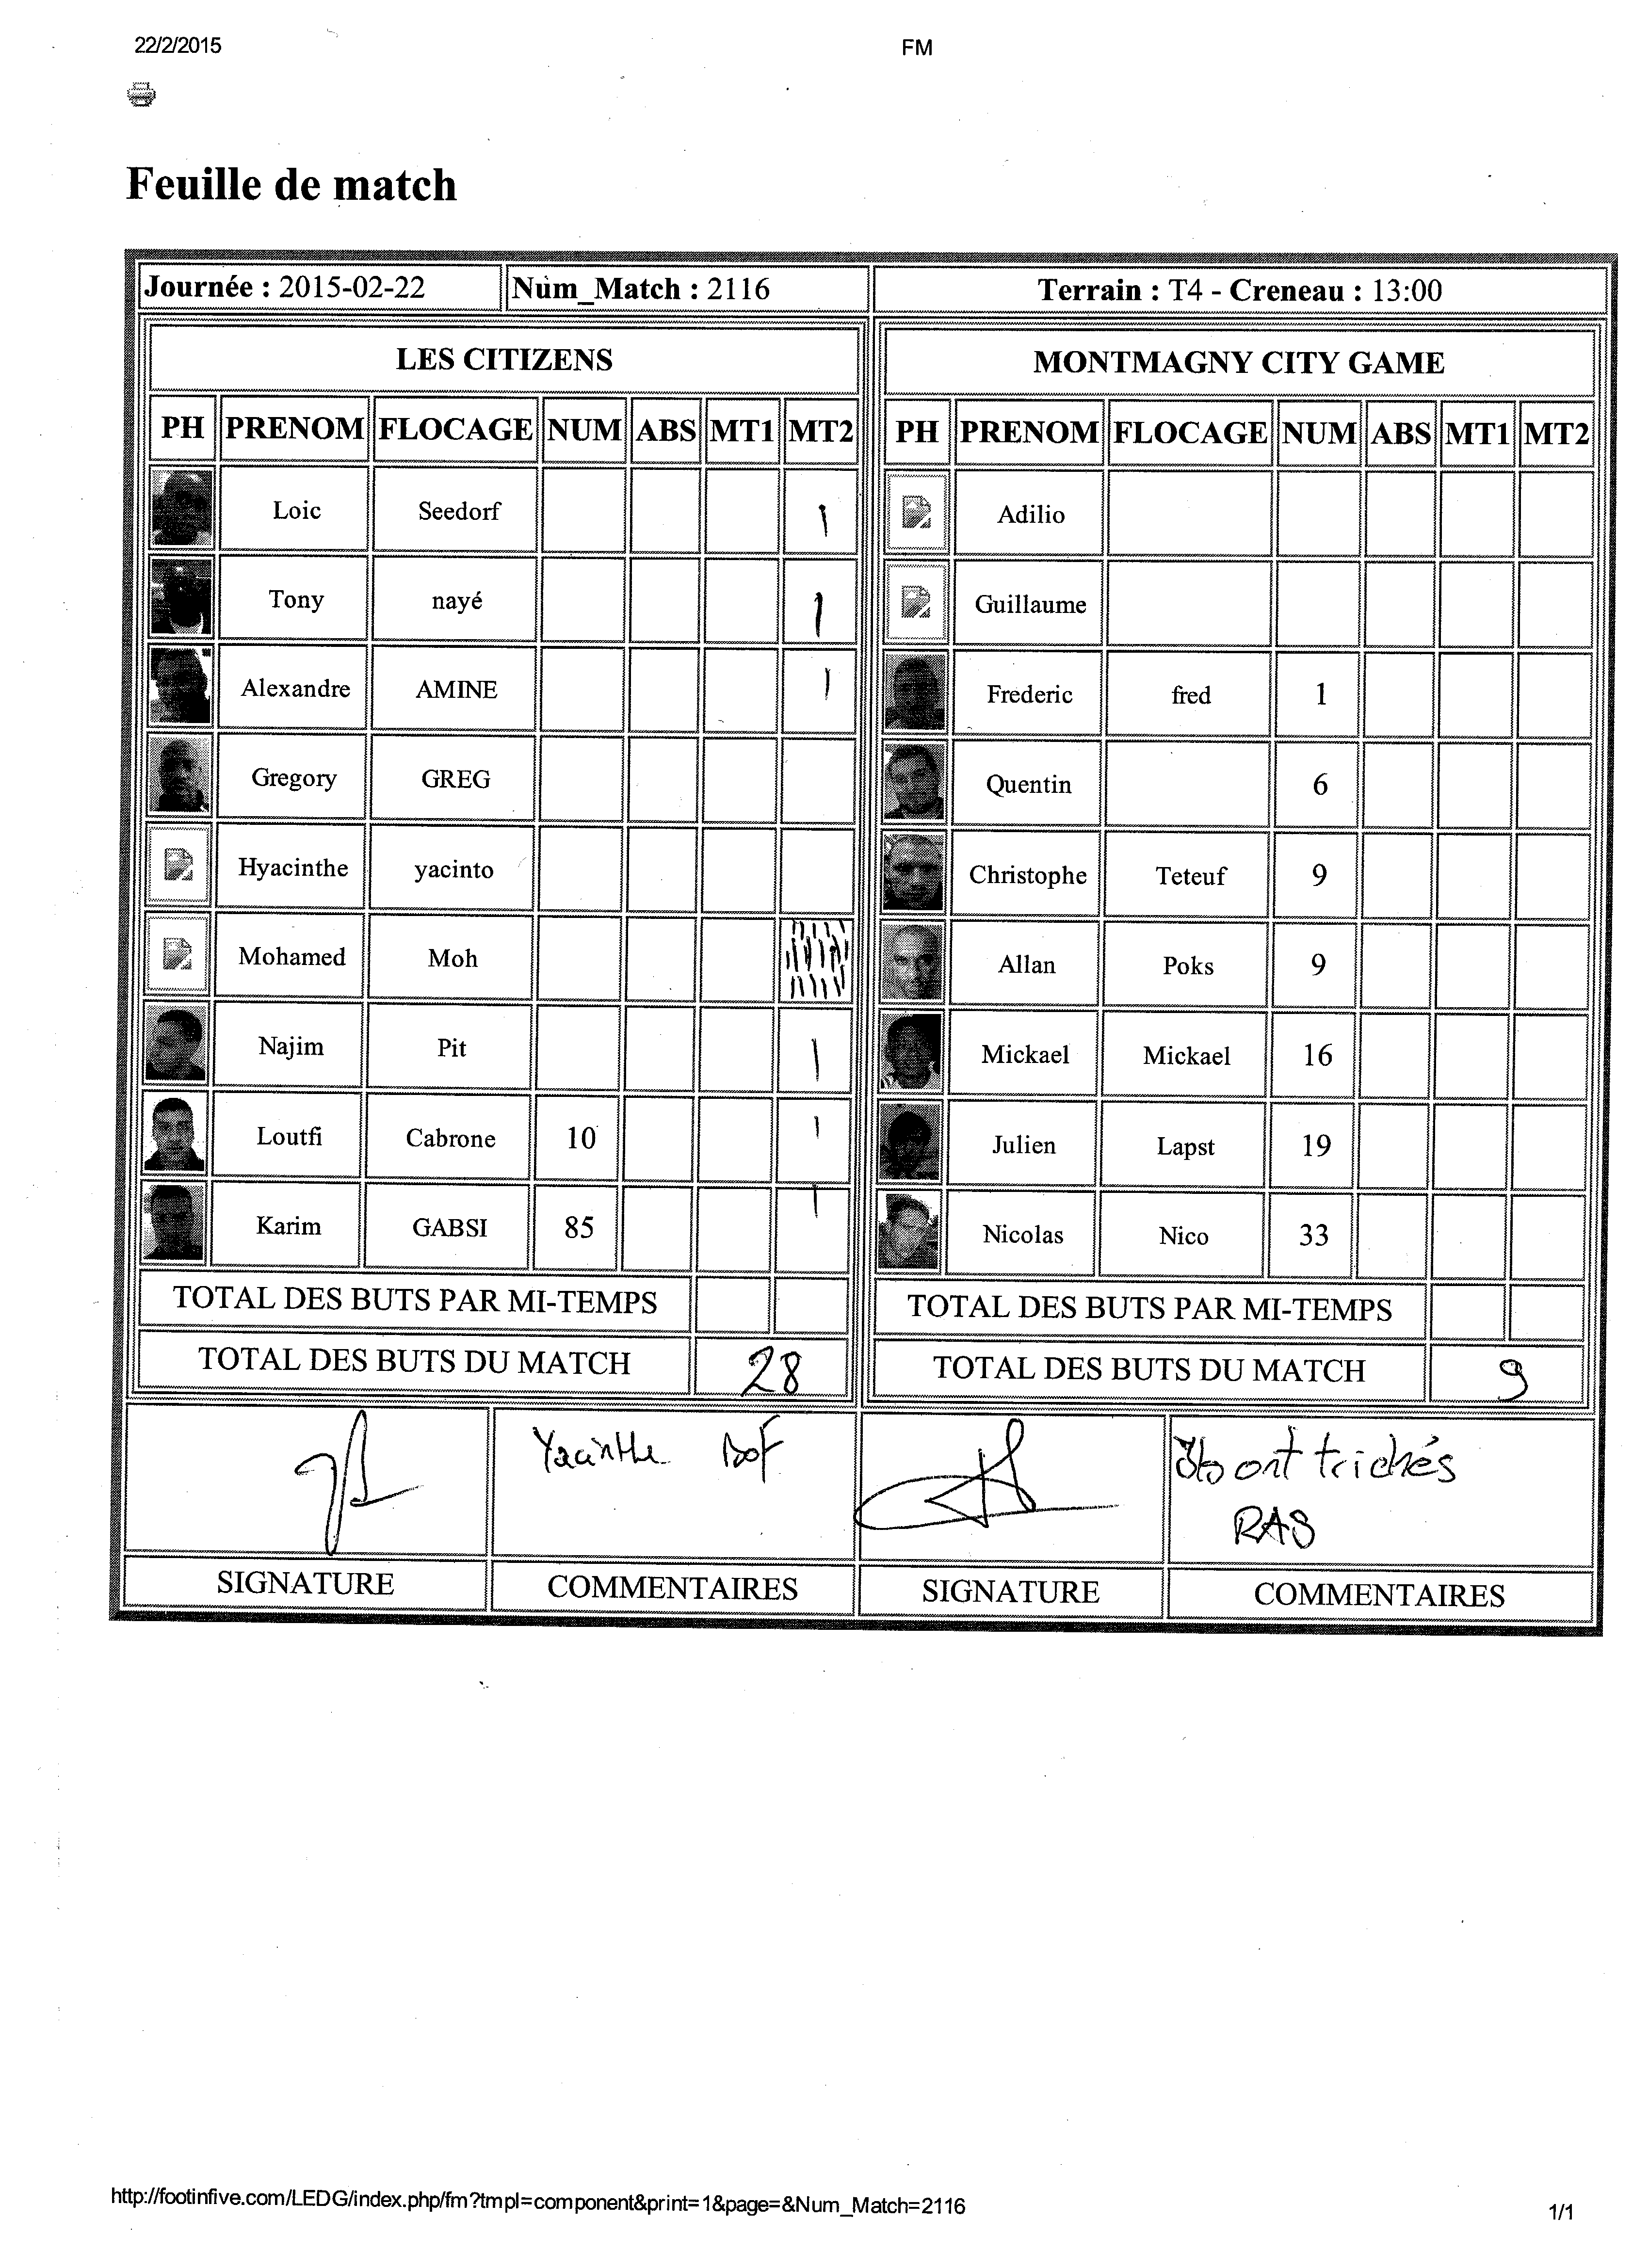 22/2/2015 FM
Feuille de match
Journée : 2015-02-22 Num_Match : 2116 Terrain : T4 - Creneau : 13:00
LES CITIZENS MONTMAGNY CITY GAME
PH PRENOM FLOCAGE NUM ABS MT1 MT2 PH PRENOM FLOCAGE NUM ABS MT1 MT2
Loic Seedorf 1 Adilio
Tony nayé 1 Guillaume
Alexandre AMINE 1 Frederic fred 1
Gregory GREG Quentin 6
Hyacinthe yacinto Christophe Teteuf 9
Mohamed Moh Allan Poks 9
Najim Pit 1 Mickael Mickael 16
Loutfi Cabrone 10 1 Julien Lapst 19
Karim GABSI 85 1 Nicolas Nico 33
TOTAL DES BUTS PAR MI-TEMPS TOTAL DES BUTS PAR MI-TEMPS
TOTAL DES BUTS DU MATCH 28 TOTAL DES BUTS DU MATCH 9
Yacinthe Ils ont trichés
RAS
SIGNATURE COMMENTAIRES SIGNATURE COMMENTAIRES
http://footinfive.com/LEDG/index.php/fm?tmpl=component&print=1&page=&Num_Match=2116 1/1